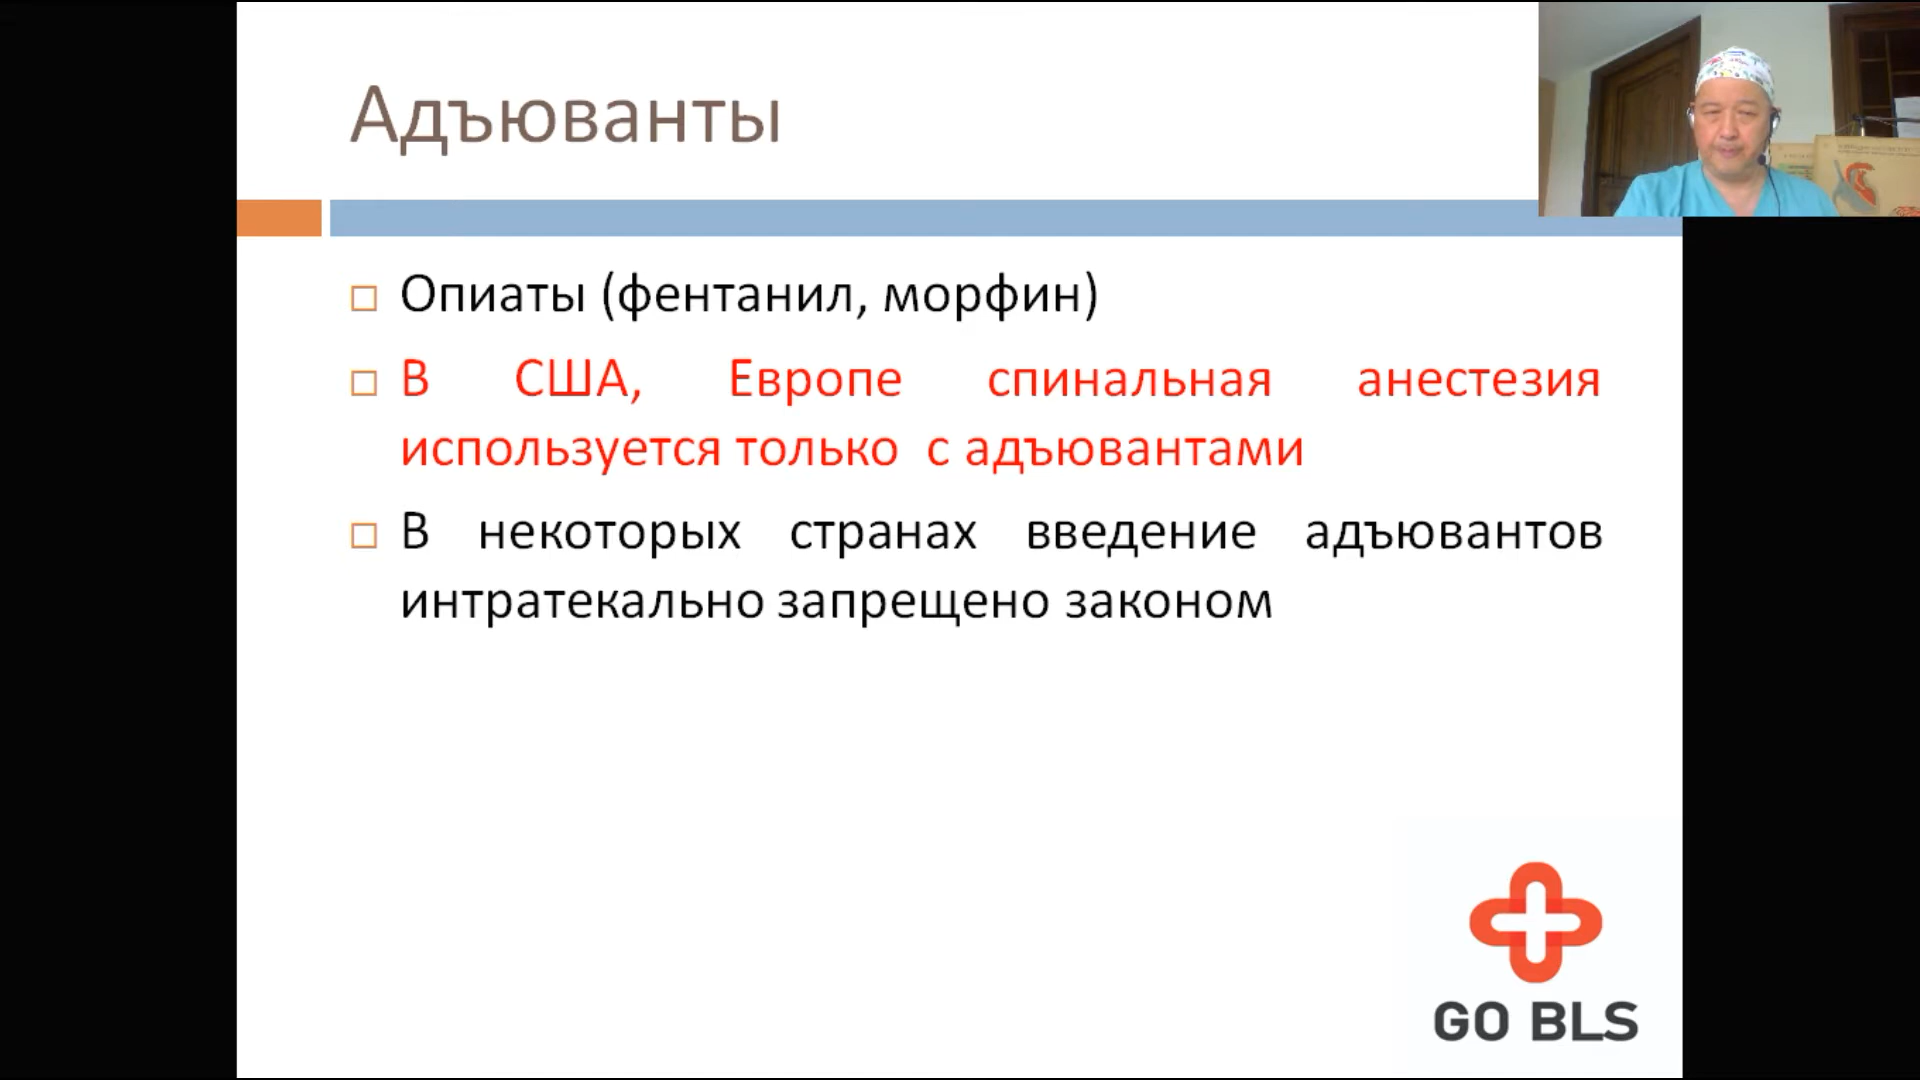 Адъюванты
Опиаты (фентанил, морфин)
В США, Европе спинальная анестезия
используется только с адъювантами
В некоторых странах введение адъювантов
интратекально запрещено законом
GO BLS